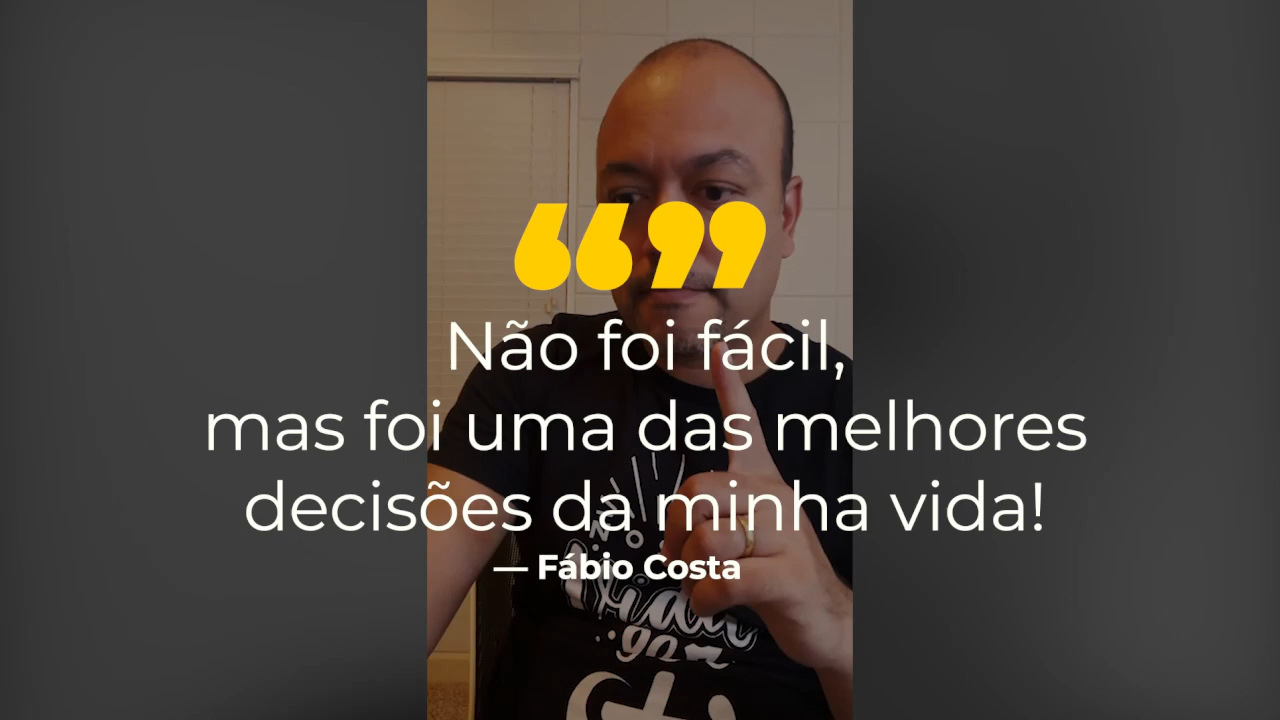 “”
Não foi fácil,
mas foi uma das melhores
decisões da minha vida!
— Fábio Costa